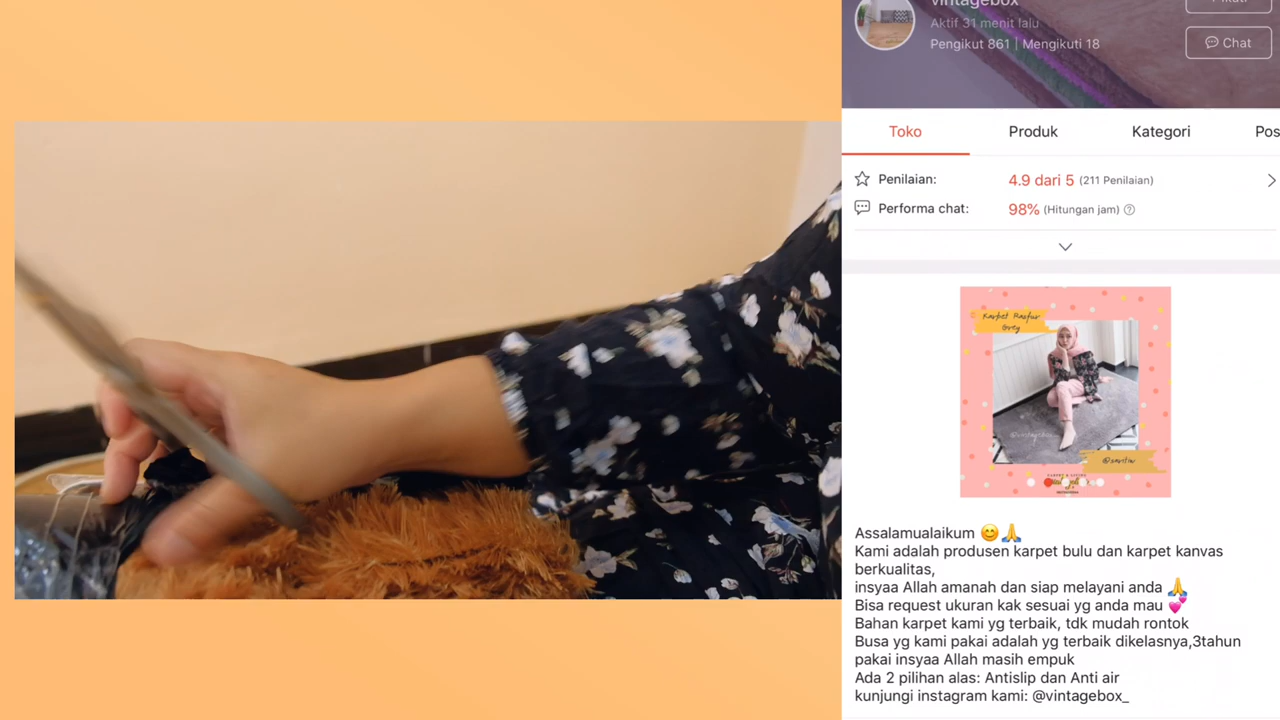 vintagebox
Aktif 31 menit lalu
Pengikut 861 | Mengikuti 18
Chat
Toko
Produk
Kategori
Pos
Penilaian:
4.9 dari 5 (211 Penilaian)
Performa chat:
98% (Hitungan jam)
Karpet Rasfur
Grey
@vintagebox_
Assalamualaikum 😊🙏
Kami adalah produsen karpet bulu dan karpet kanvas
berkualitas,
insyaa Allah amanah dan siap melayani anda 🙏
Bisa request ukuran kak sesuai yg anda mau 💕
Bahan karpet kami yg terbaik, tdk mudah rontok
Busa yg kami pakai adalah yg terbaik dikelasnya,3tahun
pakai insyaa Allah masih empuk
Ada 2 pilihan alas: Antislip dan Anti air
kunjungi instagram kami: @vintagebox_